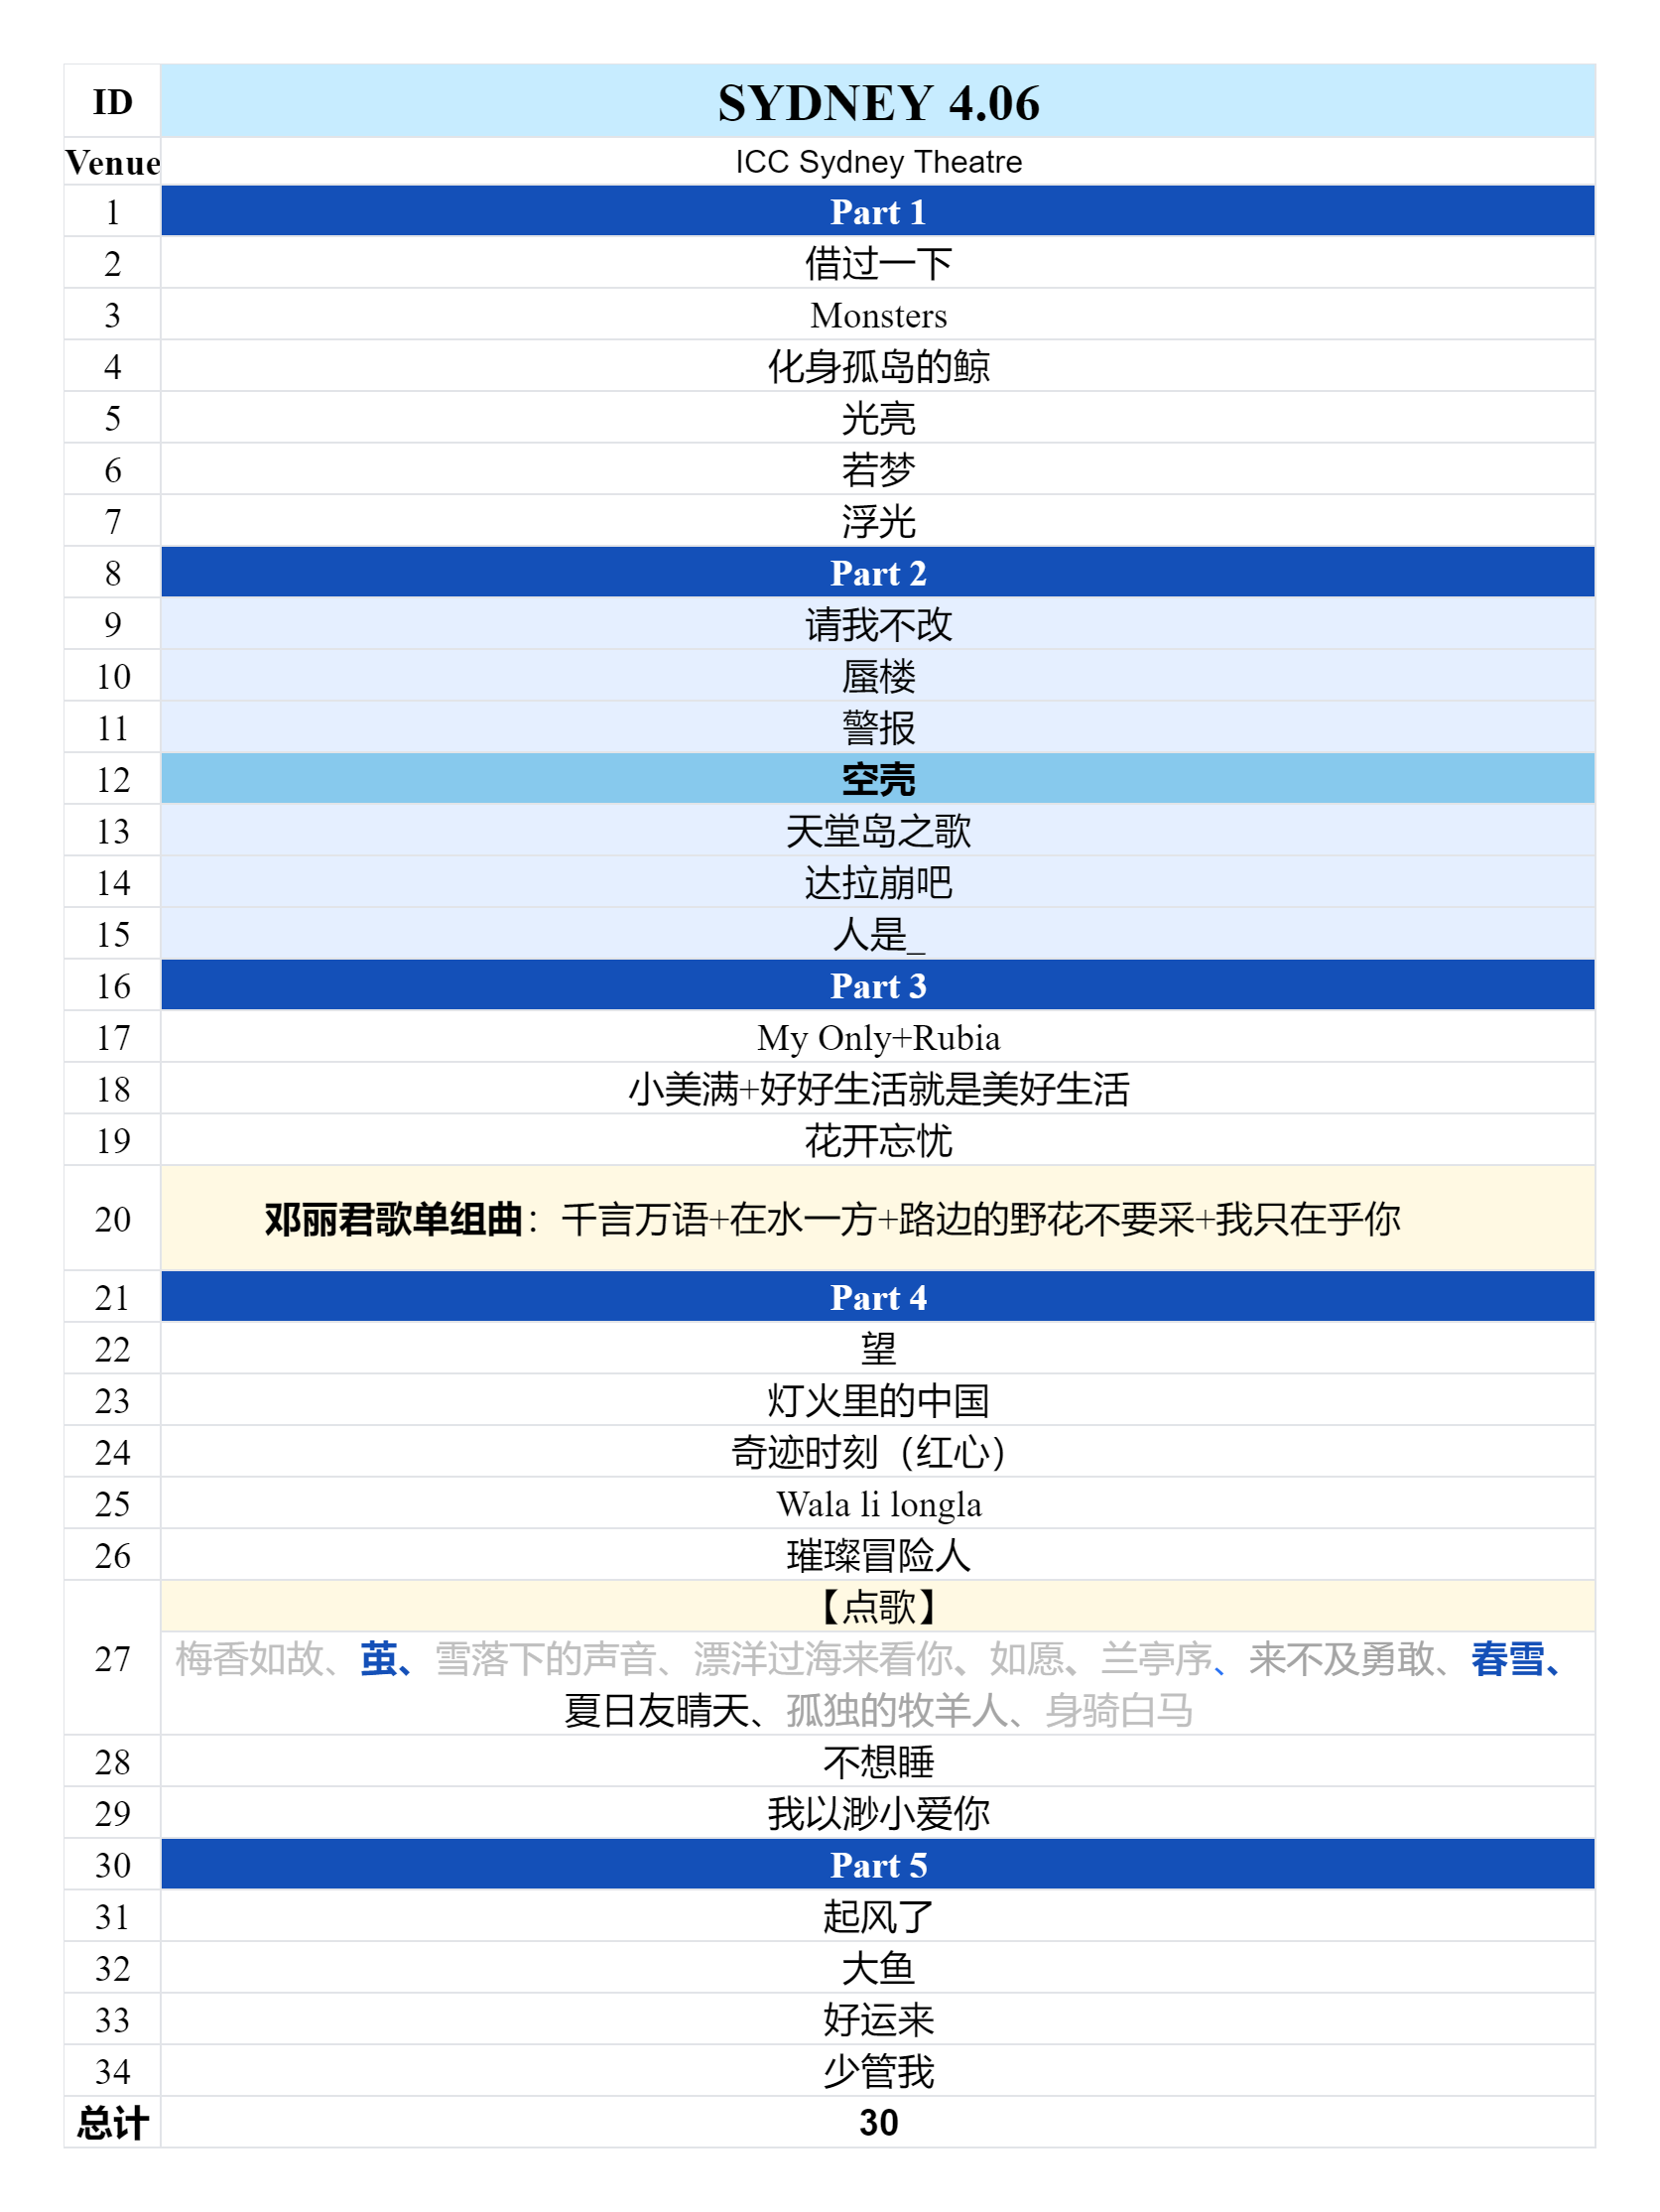 ID SYDNEY 4.06
Venue ICC Sydney Theatre
1 Part 1
2 借过一下
3 Monsters
4 化身孤岛的鲸
5 光亮
6 若梦
7 浮光
8 Part 2
9 请我不改
10 蜃楼
11 警报
12 空壳
13 天堂岛之歌
14 达拉崩吧
15 人是_
16 Part 3
17 My Only+Rubia
18 小美满+好好生活就是美好生活
19 花开忘忧
20 邓丽君歌单组曲：千言万语+在水一方+路边的野花不要采+我只在乎你
21 Part 4
22 望
23 灯火里的中国
24 奇迹时刻（红心）
25 Wala li longla
26 璀璨冒险人
【点歌】
27 梅香如故、茧、雪落下的声音、漂洋过海来看你、如愿、兰亭序、来不及勇敢、春雪、
夏日友晴天、孤独的牧羊人、身骑白马
28 不想睡
29 我以渺小爱你
30 Part 5
31 起风了
32 大鱼
33 好运来
34 少管我
总计 30